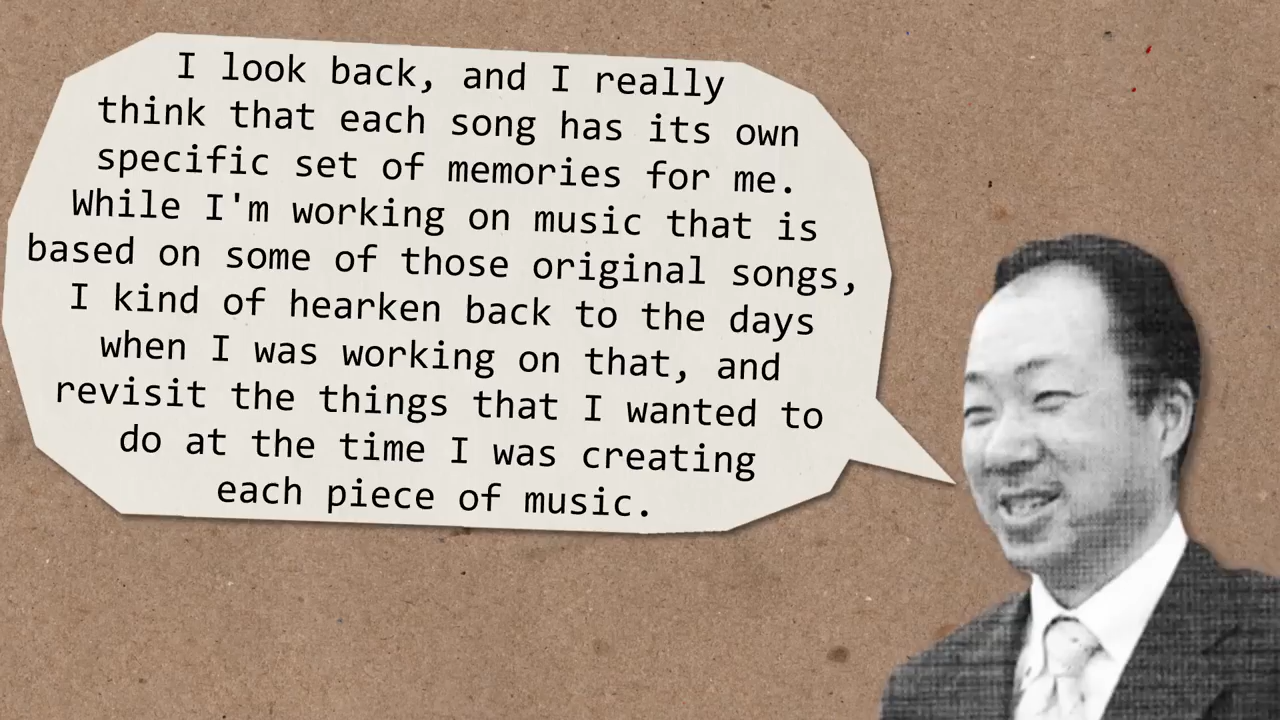 I look back, and I really
think that each song has its own
specific set of memories for me.
While I'm working on music that is
based on some of those original songs,
I kind of hearken back to the days
when I was working on that, and
revisit the things that I wanted to
do at the time I was creating
each piece of music.